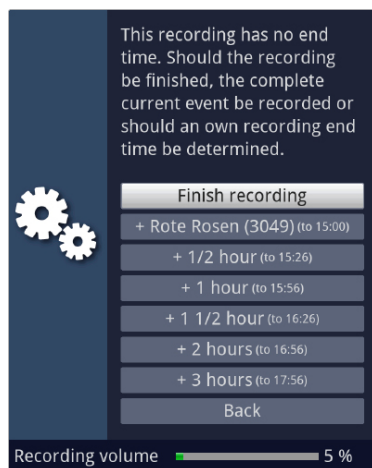 This recording has no end
time. Should the recording
be finished, the complete
current event be recorded or
should an own recording end
time be determined.
Finish recording
+ Rote Rosen (3049) (to 15:00)
+ 1/2 hour (to 15:26)
+ 1 hour (to 15:56)
+ 1 1/2 hour (to 16:26)
+ 2 hours (to 16:56)
+ 3 hours (to 17:56)
Back
Recording volume 5 %